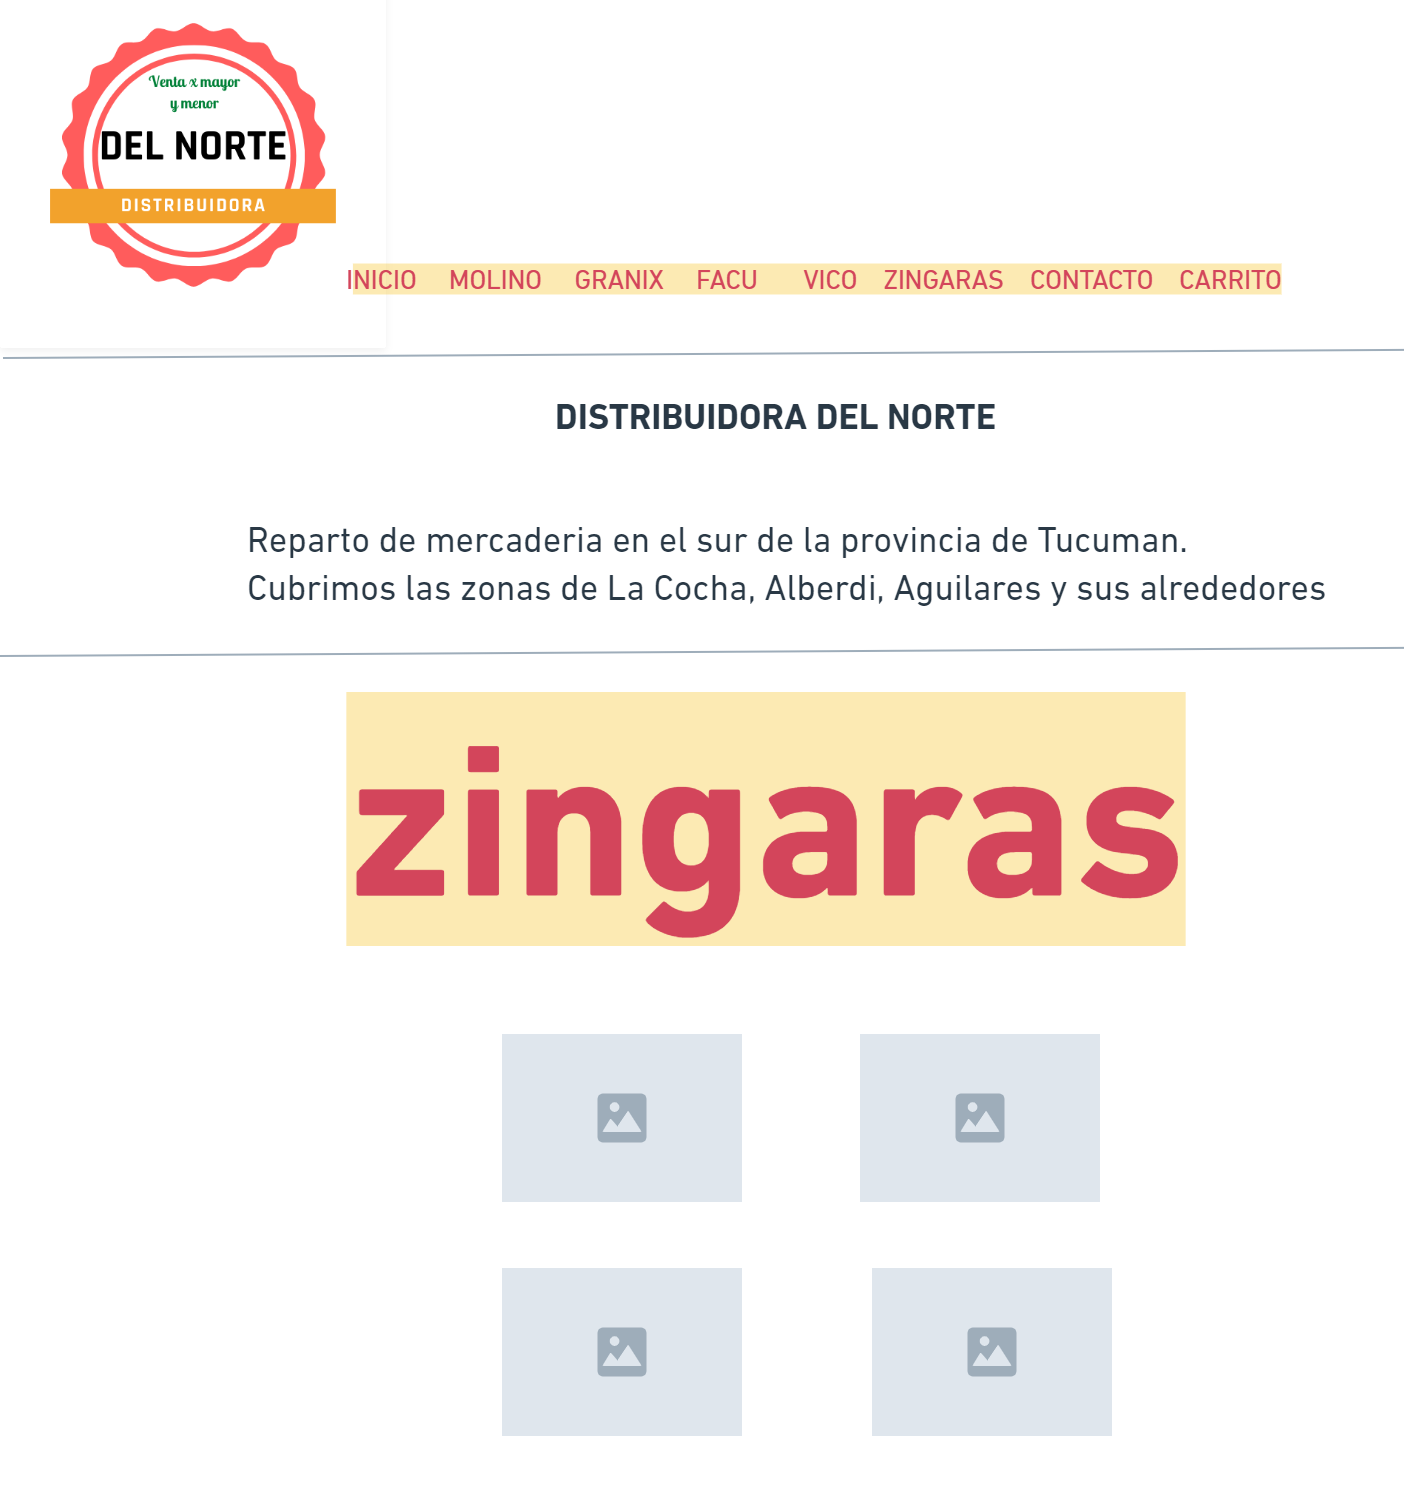 Venta x mayor
y menor
DEL NORTE
DISTRIBUIDORA
INICIO MOLINO GRANIX FACU VICO ZINGARAS CONTACTO CARRITO
DISTRIBUIDORA DEL NORTE
Reparto de mercaderia en el sur de la provincia de Tucuman.
Cubrimos las zonas de La Cocha, Alberdi, Aguilares y sus alrededores
zingaras